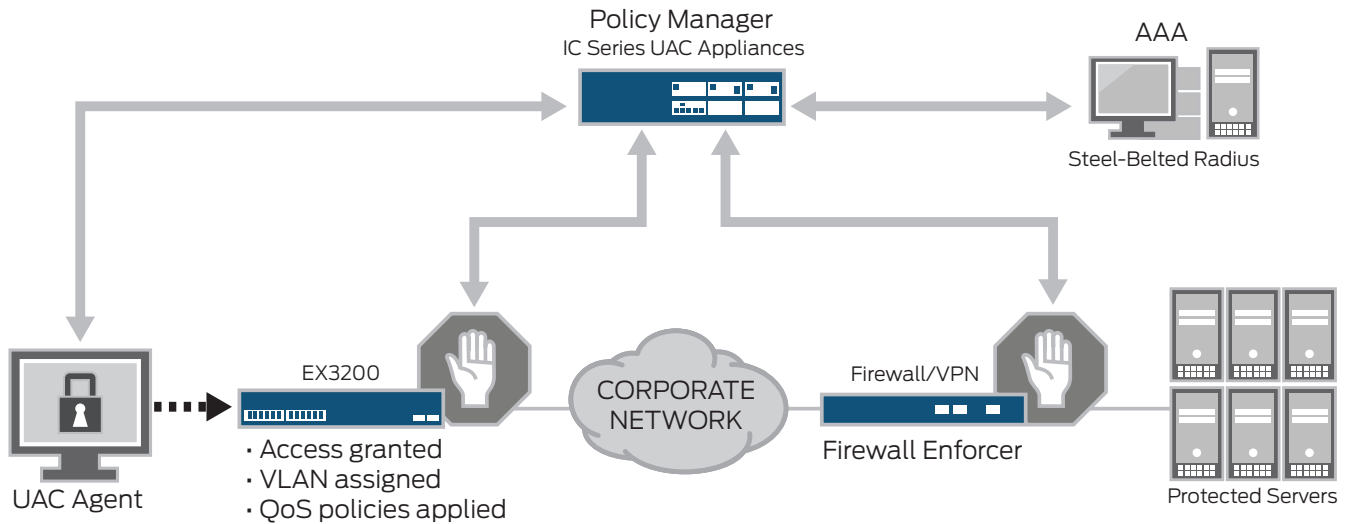 Policy Manager
IC Series UAC Appliances
AAA
Steel-Belted Radius
EX3200
CORPORATE
NETWORK
Firewall/VPN
Firewall Enforcer
UAC Agent
· Access granted
· VLAN assigned
· QoS policies applied
Protected Servers